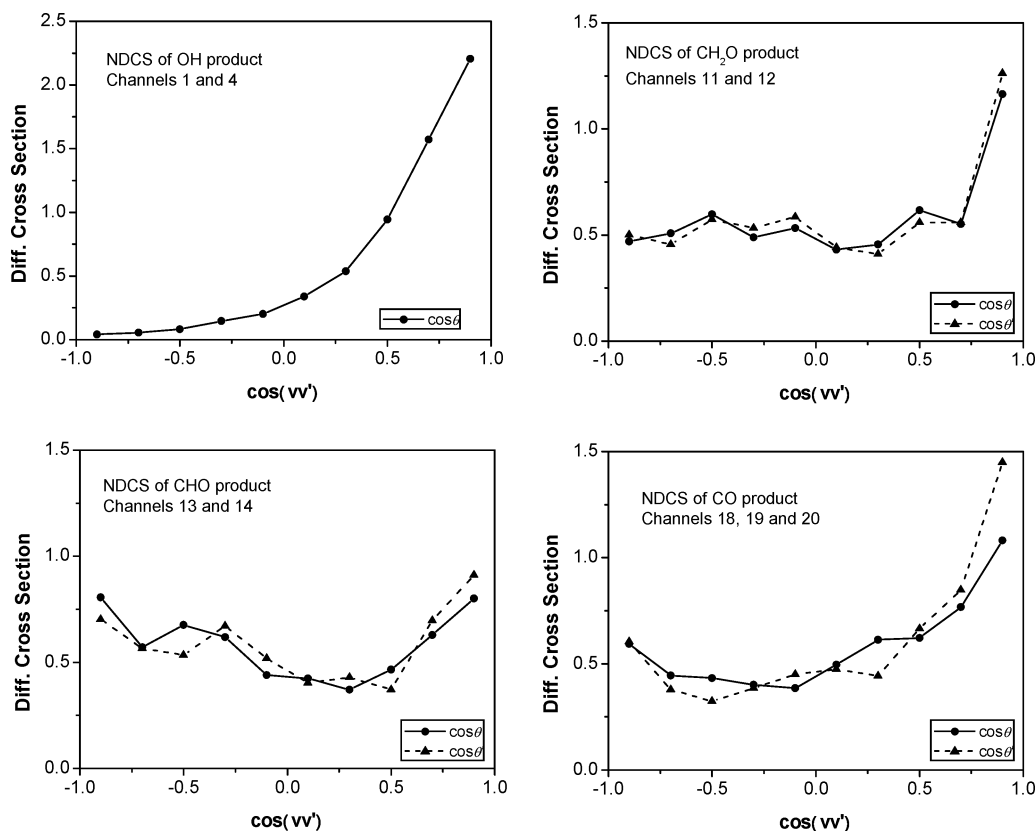 NDCS of OH product
Channels 1 and 4
Diff. Cross Section
2.5
2.0
1.5
1.0
0.5
0.0
-1.0
-0.5
0.0
0.5
1.0
cos(vv')
cosθ
NDCS of CH₂O product
Channels 11 and 12
Diff. Cross Section
1.5
1.0
0.5
0.0
-1.0
-0.5
0.0
0.5
1.0
cos(vv')
cosθ
cosθ'
NDCS of CHO product
Channels 13 and 14
Diff. Cross Section
1.5
1.0
0.5
0.0
-1.0
-0.5
0.0
0.5
1.0
cos(vv')
cosθ
cosθ'
NDCS of CO product
Channels 18, 19 and 20
Diff. Cross Section
1.5
1.0
0.5
0.0
-1.0
-0.5
0.0
0.5
1.0
cos(vv')
cosθ
cosθ'